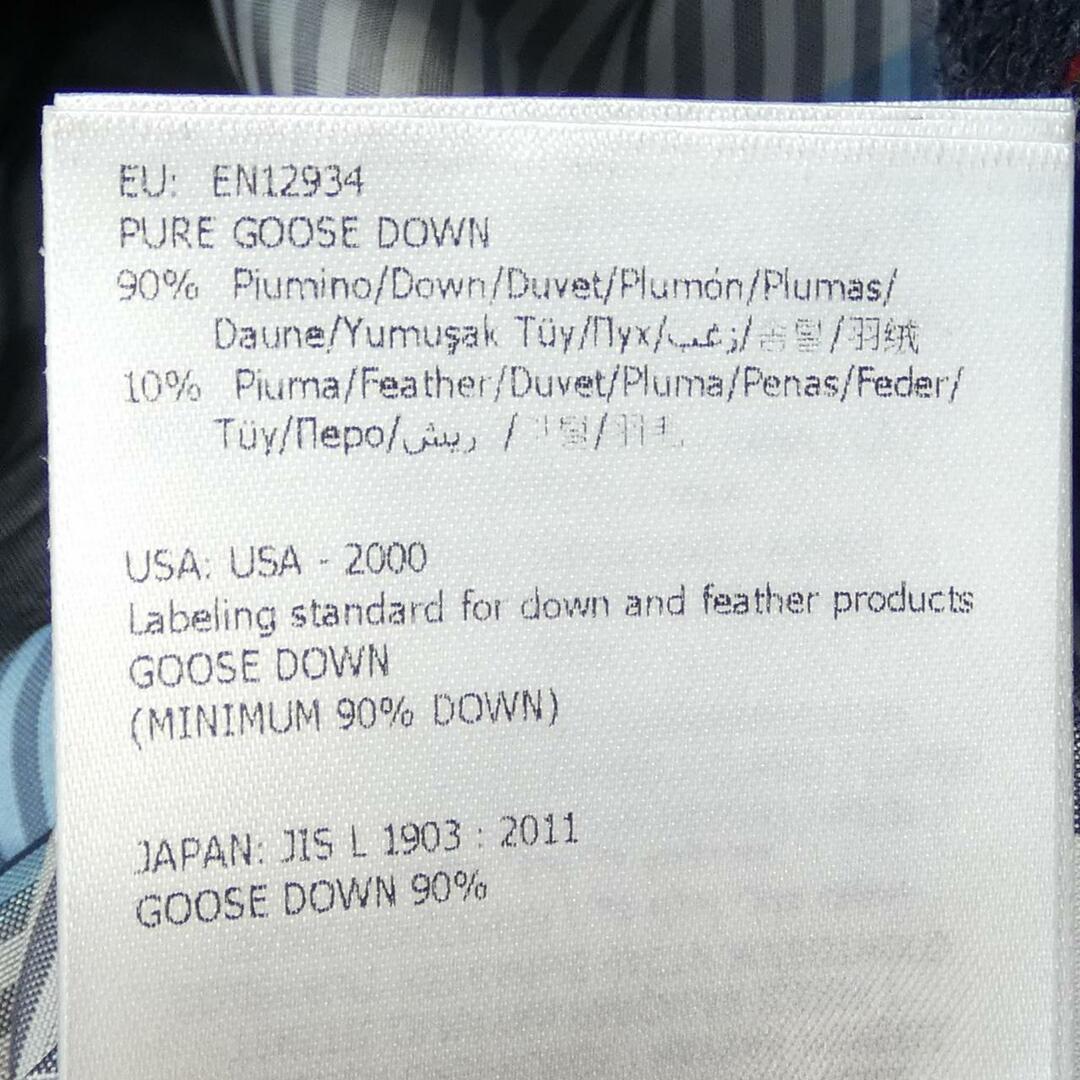 EU: EN12934
PURE GOOSE DOWN
90% Piumino/Down/Duvet/Plumón/Plumas/
Daune/Yumuşak Tüy/Пух/زغب/솜털/羽绒
10% Piuma/Feather/Duvet/Pluma/Penas/Feder/
Tüy/Перо/ريش /羽毛
USA: USA - 2000
Labeling standard for down and feather products
GOOSE DOWN
(MINIMUM 90% DOWN)
JAPAN: JIS L 1903 : 2011
GOOSE DOWN 90%